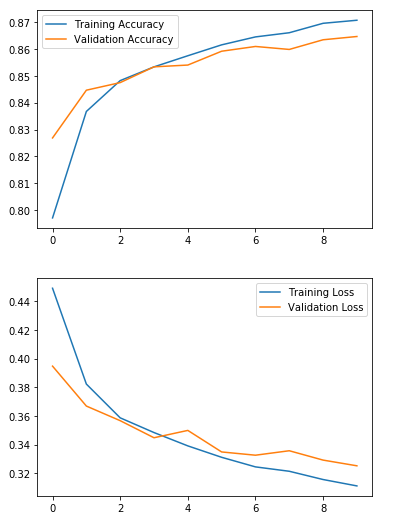 0.87
0.86
0.85
0.84
0.83
0.82
0.81
0.80
Training Accuracy
Validation Accuracy
0 2 4 6 8
0.44
0.42
0.40
0.38
0.36
0.34
0.32
Training Loss
Validation Loss
0 2 4 6 8